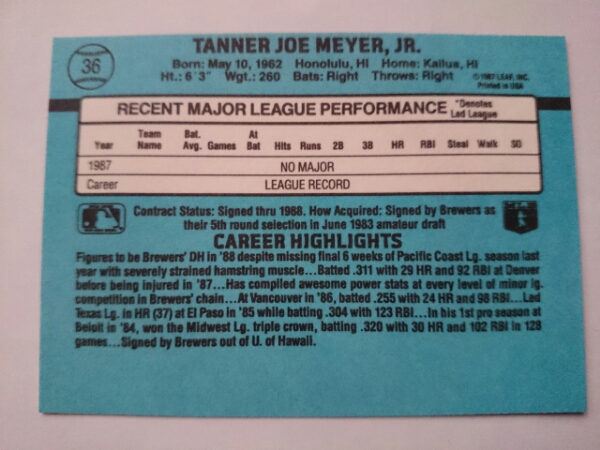 36
TANNER JOE MEYER, JR.
Born: May 10, 1962 Honolulu, HI Home: Kailua, HI
Ht.: 6'3" Wgt.: 260 Bats: Right Throws: Right
©1987 LEAF, INC.
Printed in USA
RECENT MAJOR LEAGUE PERFORMANCE *Denotes
Led League
Year Team Name Bat. Avg. Games At Bat Hits Runs 2B 3B HR RBI Steal Walk SO
1987 NO MAJOR
Career LEAGUE RECORD
Contract Status: Signed thru 1988. How Acquired: Signed by Brewers as
their 5th round selection in June 1983 amateur draft
CAREER HIGHLIGHTS
Figures to be Brewers' DH in '88 despite missing final 6 weeks of Pacific Coast Lg. season last
year with severely strained hamstring muscle...Batted .311 with 29 HR and 92 RBI at Denver
before being injured in '87...Has compiled awesome power stats at every level of minor lg.
competition in Brewers' chain...At Vancouver in '86, batted .255 with 24 HR and 98 RBI...Led
Texas Lg. in HR (37) at El Paso in '85 while batting .304 with 123 RBI...In his 1st pro season at
Beloit in '84, won the Midwest Lg. triple crown, batting .320 with 30 HR and 102 RBI in 128
games...Signed by Brewers out of U. of Hawaii.